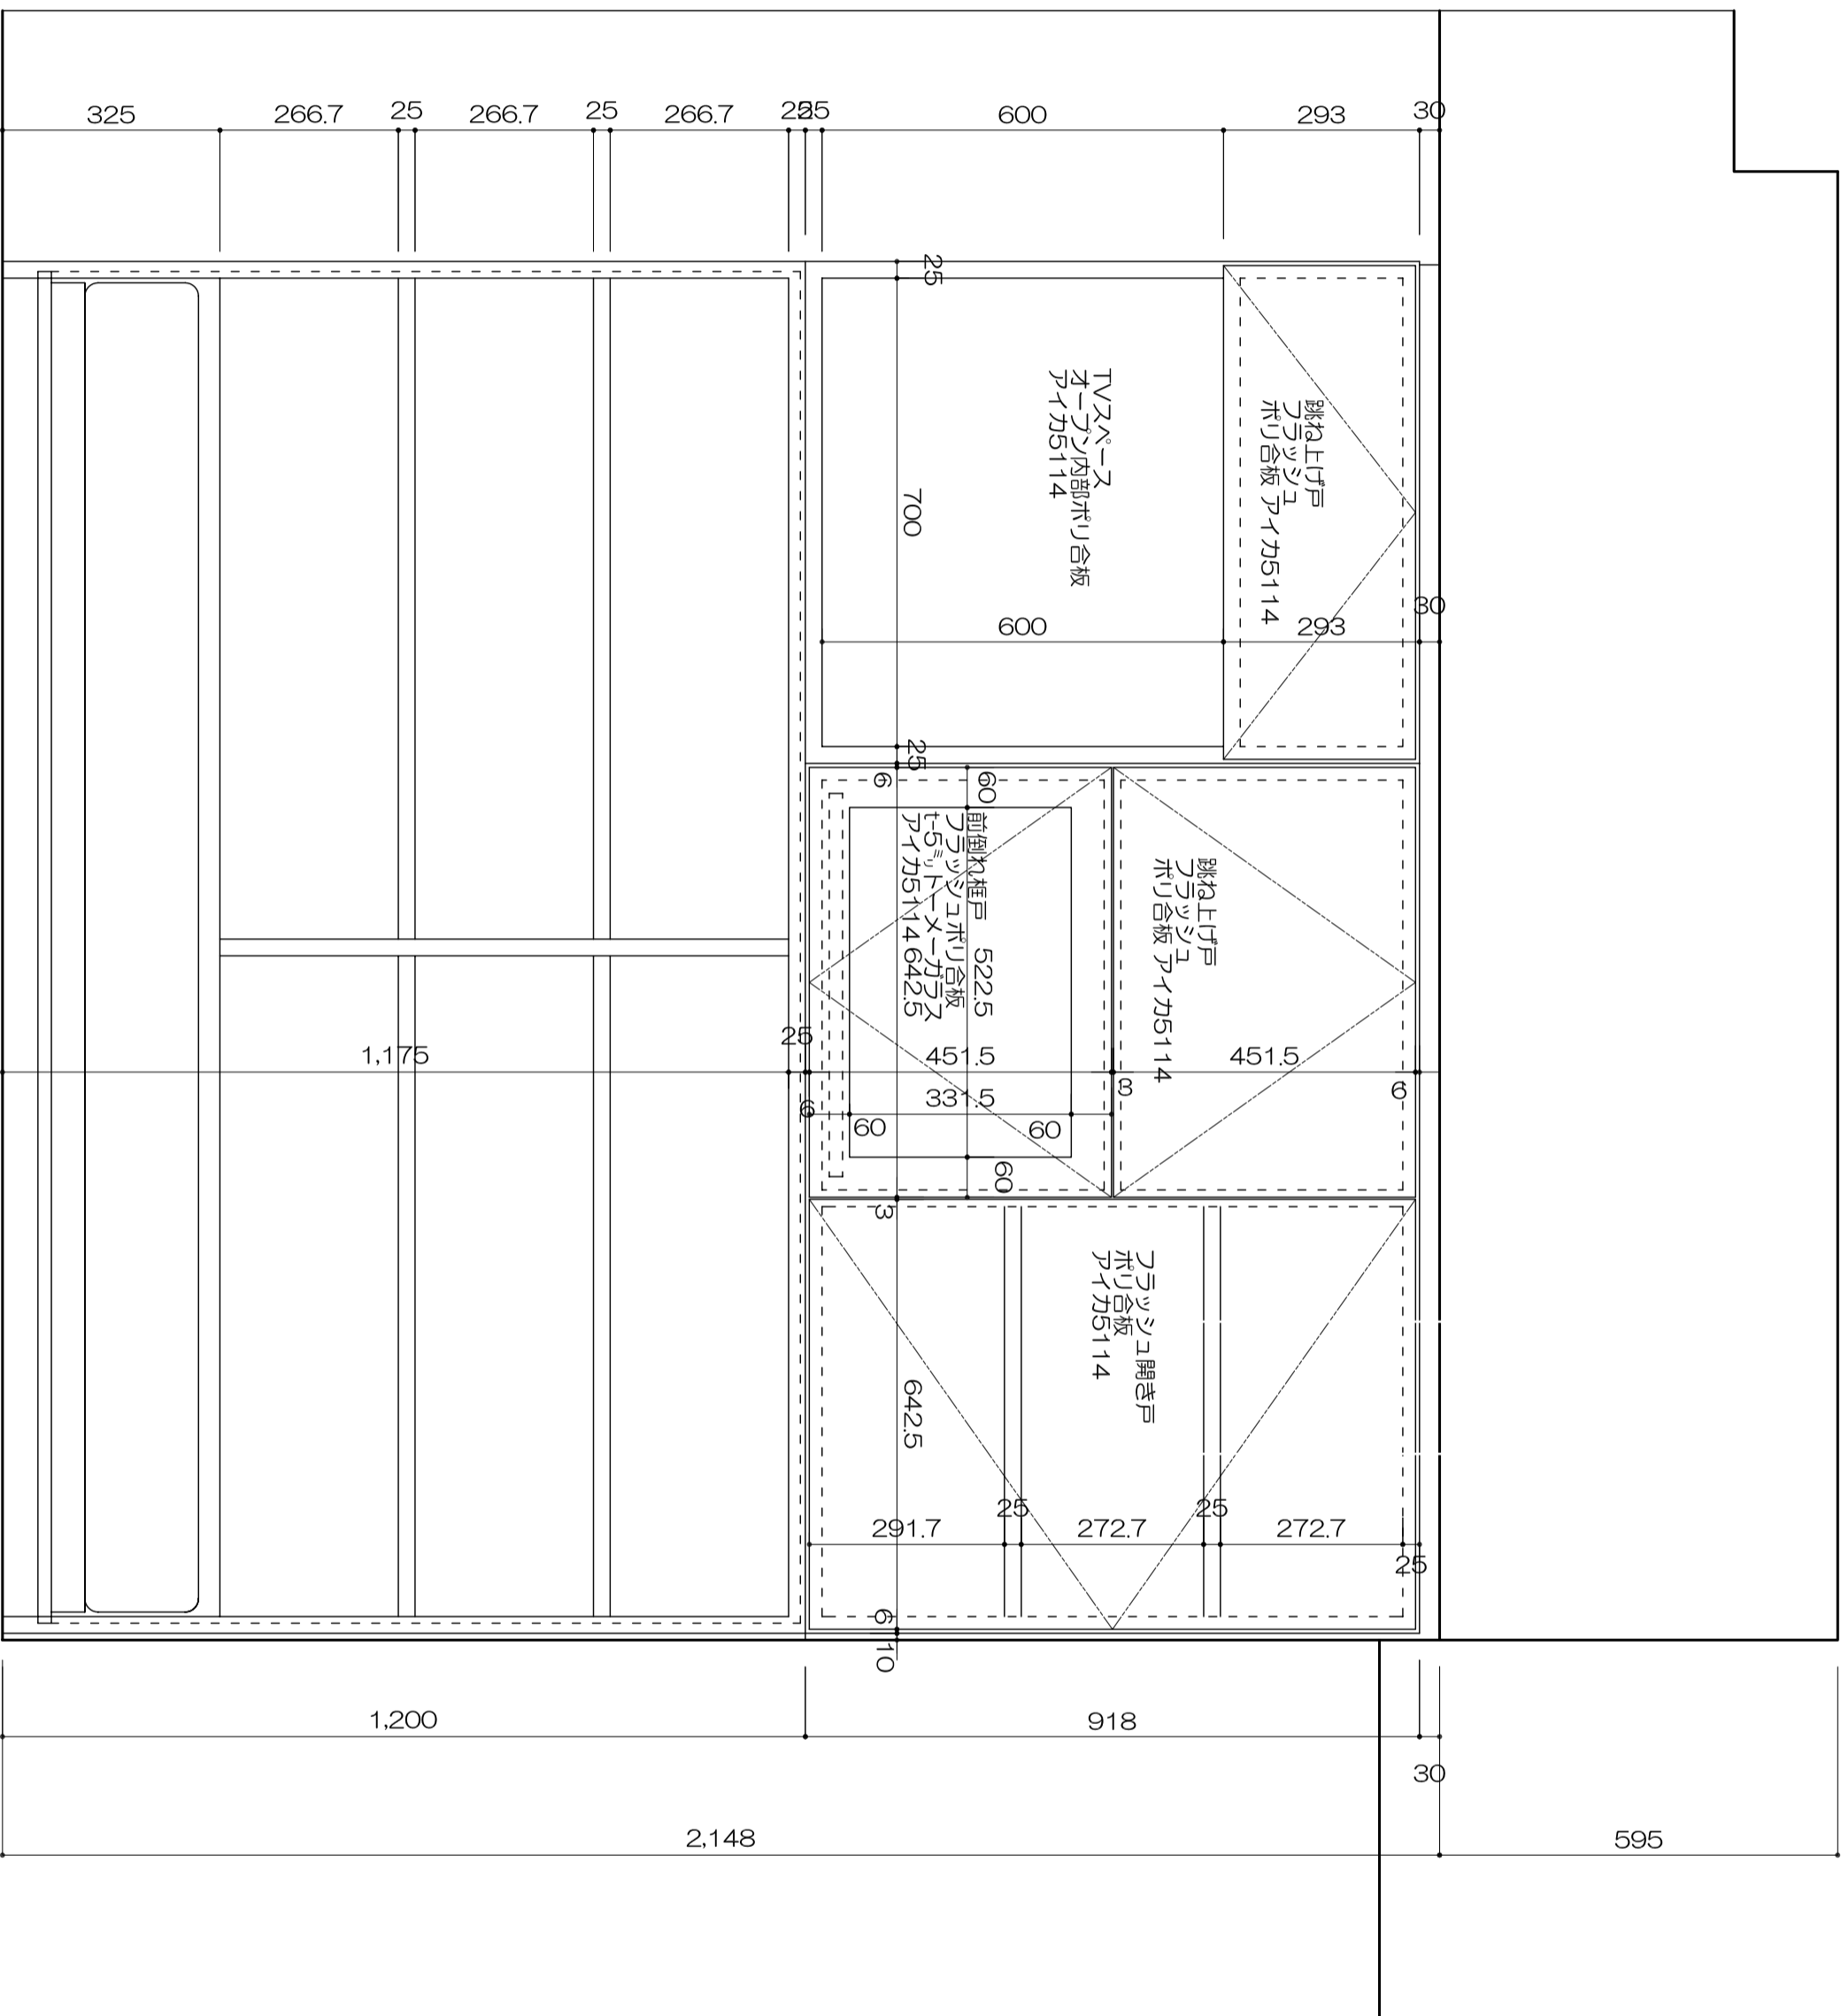 325
266.7
25
266.7
25
266.7
25
25
600
293
30
25
TVスペース
オープン内部ポリ合板
アイカ5114
跳ね上げ戸
フラッシュ
ポリ合板 アイカ5114
700
600
293
30
25
6
60
前倒れ框戸
フラッシュポリ合板
t-5㍉トーメーガラス
アイカ5114
522.5
642.5
跳ね上げ戸
フラッシュ
ポリ合板 アイカ5114
1,175
25
451.5
3
451.5
6
6
331.5
60
60
60
3
フラッシュ開き戸
ポリ合板
アイカ5114
642.5
291.7
25
272.7
25
272.7
25
6
10
1,200
918
30
2,148
595